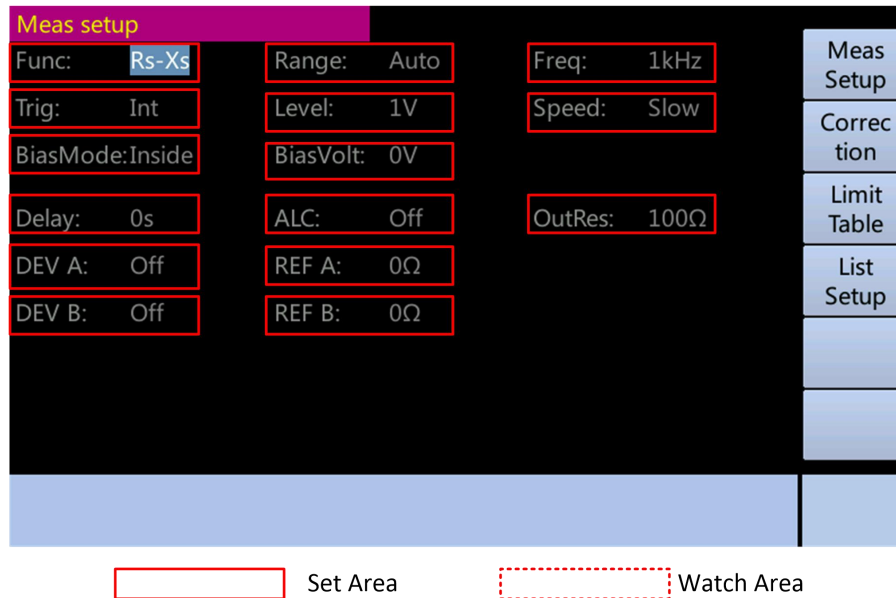 Meas setup
Func: Rs-Xs Range: Auto Freq: 1kHz
Trig: Int Level: 1V Speed: Slow
BiasMode: Inside BiasVolt: 0V
Delay: 0s ALC: Off OutRes: 100Ω
DEV A: Off REF A: 0Ω
DEV B: Off REF B: 0Ω
Meas
Setup
Correc
tion
Limit
Table
List
Setup
Set Area Watch Area